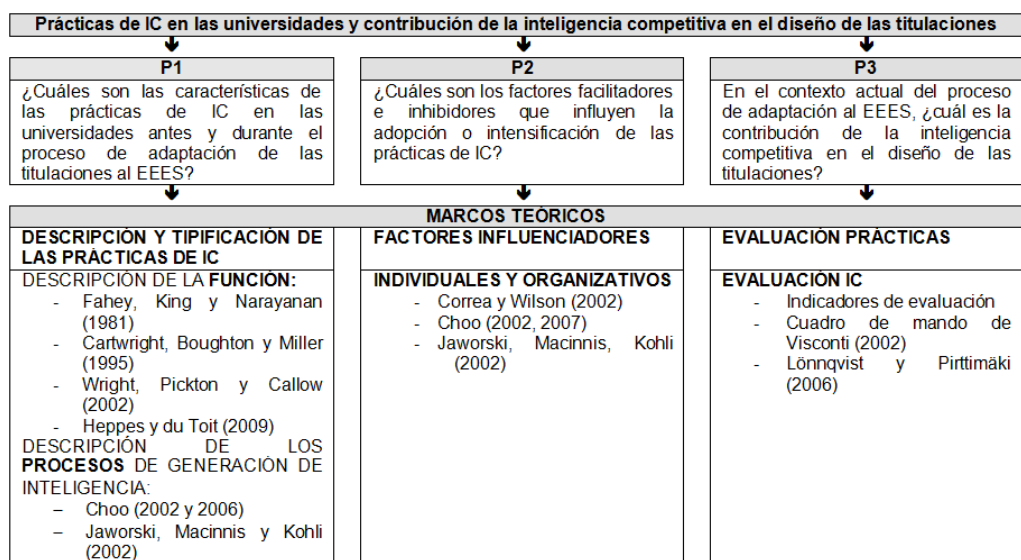 Prácticas de IC en las universidades y contribución de la inteligencia competitiva en el diseño de las titulaciones
P1
¿Cuáles son las características de
las prácticas de IC en las
universidades antes y durante el
proceso de adaptación de las
titulaciones al EEES?
P2
¿Cuáles son los factores facilitadores
e inhibidores que influyen la
adopción o intensificación de las
prácticas de IC?
P3
En el contexto actual del proceso
de adaptación al EEES, ¿cuál es la
contribución de la inteligencia
competitiva en el diseño de las
titulaciones?
MARCOS TEÓRICOS
DESCRIPCIÓN Y TIPIFICACIÓN DE
LAS PRÁCTICAS DE IC
DESCRIPCIÓN DE LA FUNCIÓN:
- Fahey, King y Narayanan
(1981)
- Cartwright, Boughton y Miller
(1995)
- Wright, Pickton y Callow
(2002)
- Heppes y du Toit (2009)
DESCRIPCIÓN DE LOS
PROCESOS DE GENERACIÓN DE
INTELIGENCIA:
– Choo (2002 y 2006)
– Jaworski, Macinnis y Kohli
(2002)
FACTORES INFLUENCIADORES
INDIVIDUALES Y ORGANIZATIVOS
- Correa y Wilson (2002)
- Choo (2002, 2007)
- Jaworski, Macinnis, Kohli
(2002)
EVALUACIÓN PRÁCTICAS
EVALUACIÓN IC
- Indicadores de evaluación
- Cuadro de mando de
Visconti (2002)
- Lönnqvist y Pirttimäki
(2006)